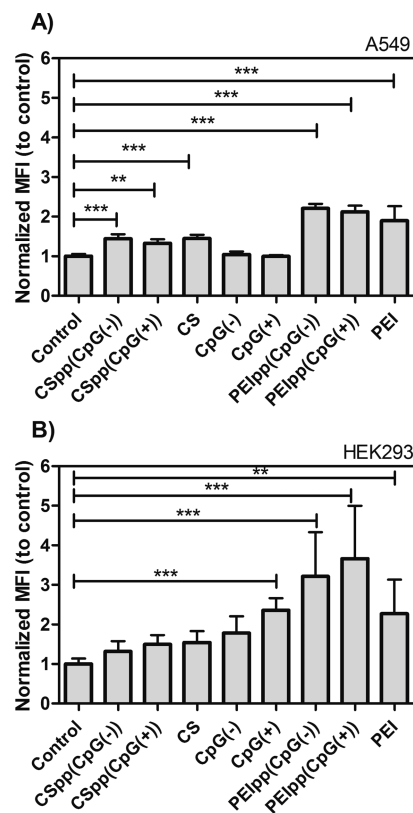 A)
A549
Normalized MFI (to control)
6
5
4
3
2
1
0
***
***
***
***
**
***
Control
CSpp(CpG(-))
CSpp(CpG(+))
CS
CpG(-)
CpG(+)
PEIpp(CpG(-))
PEIpp(CpG(+))
PEI
B)
HEK293
Normalized MFI (to control)
6
5
4
3
2
1
0
**
***
***
***
Control
CSpp(CpG(-))
CSpp(CpG(+))
CS
CpG(-)
CpG(+)
PEIpp(CpG(-))
PEIpp(CpG(+))
PEI